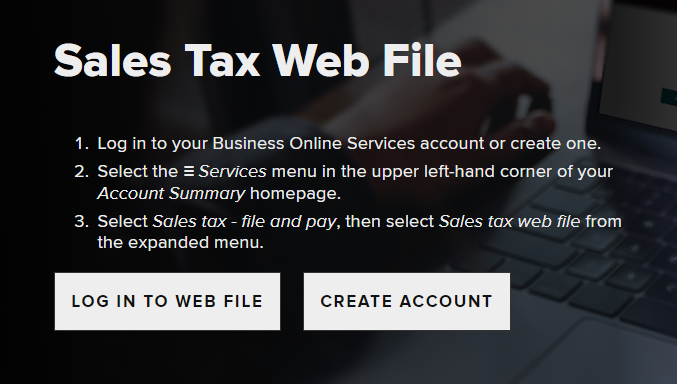 Sales Tax Web File
1. Log in to your Business Online Services account or create one.
2. Select the ≡ Services menu in the upper left-hand corner of your
Account Summary homepage.
3. Select Sales tax - file and pay, then select Sales tax web file from
the expanded menu.
LOG IN TO WEB FILE
CREATE ACCOUNT